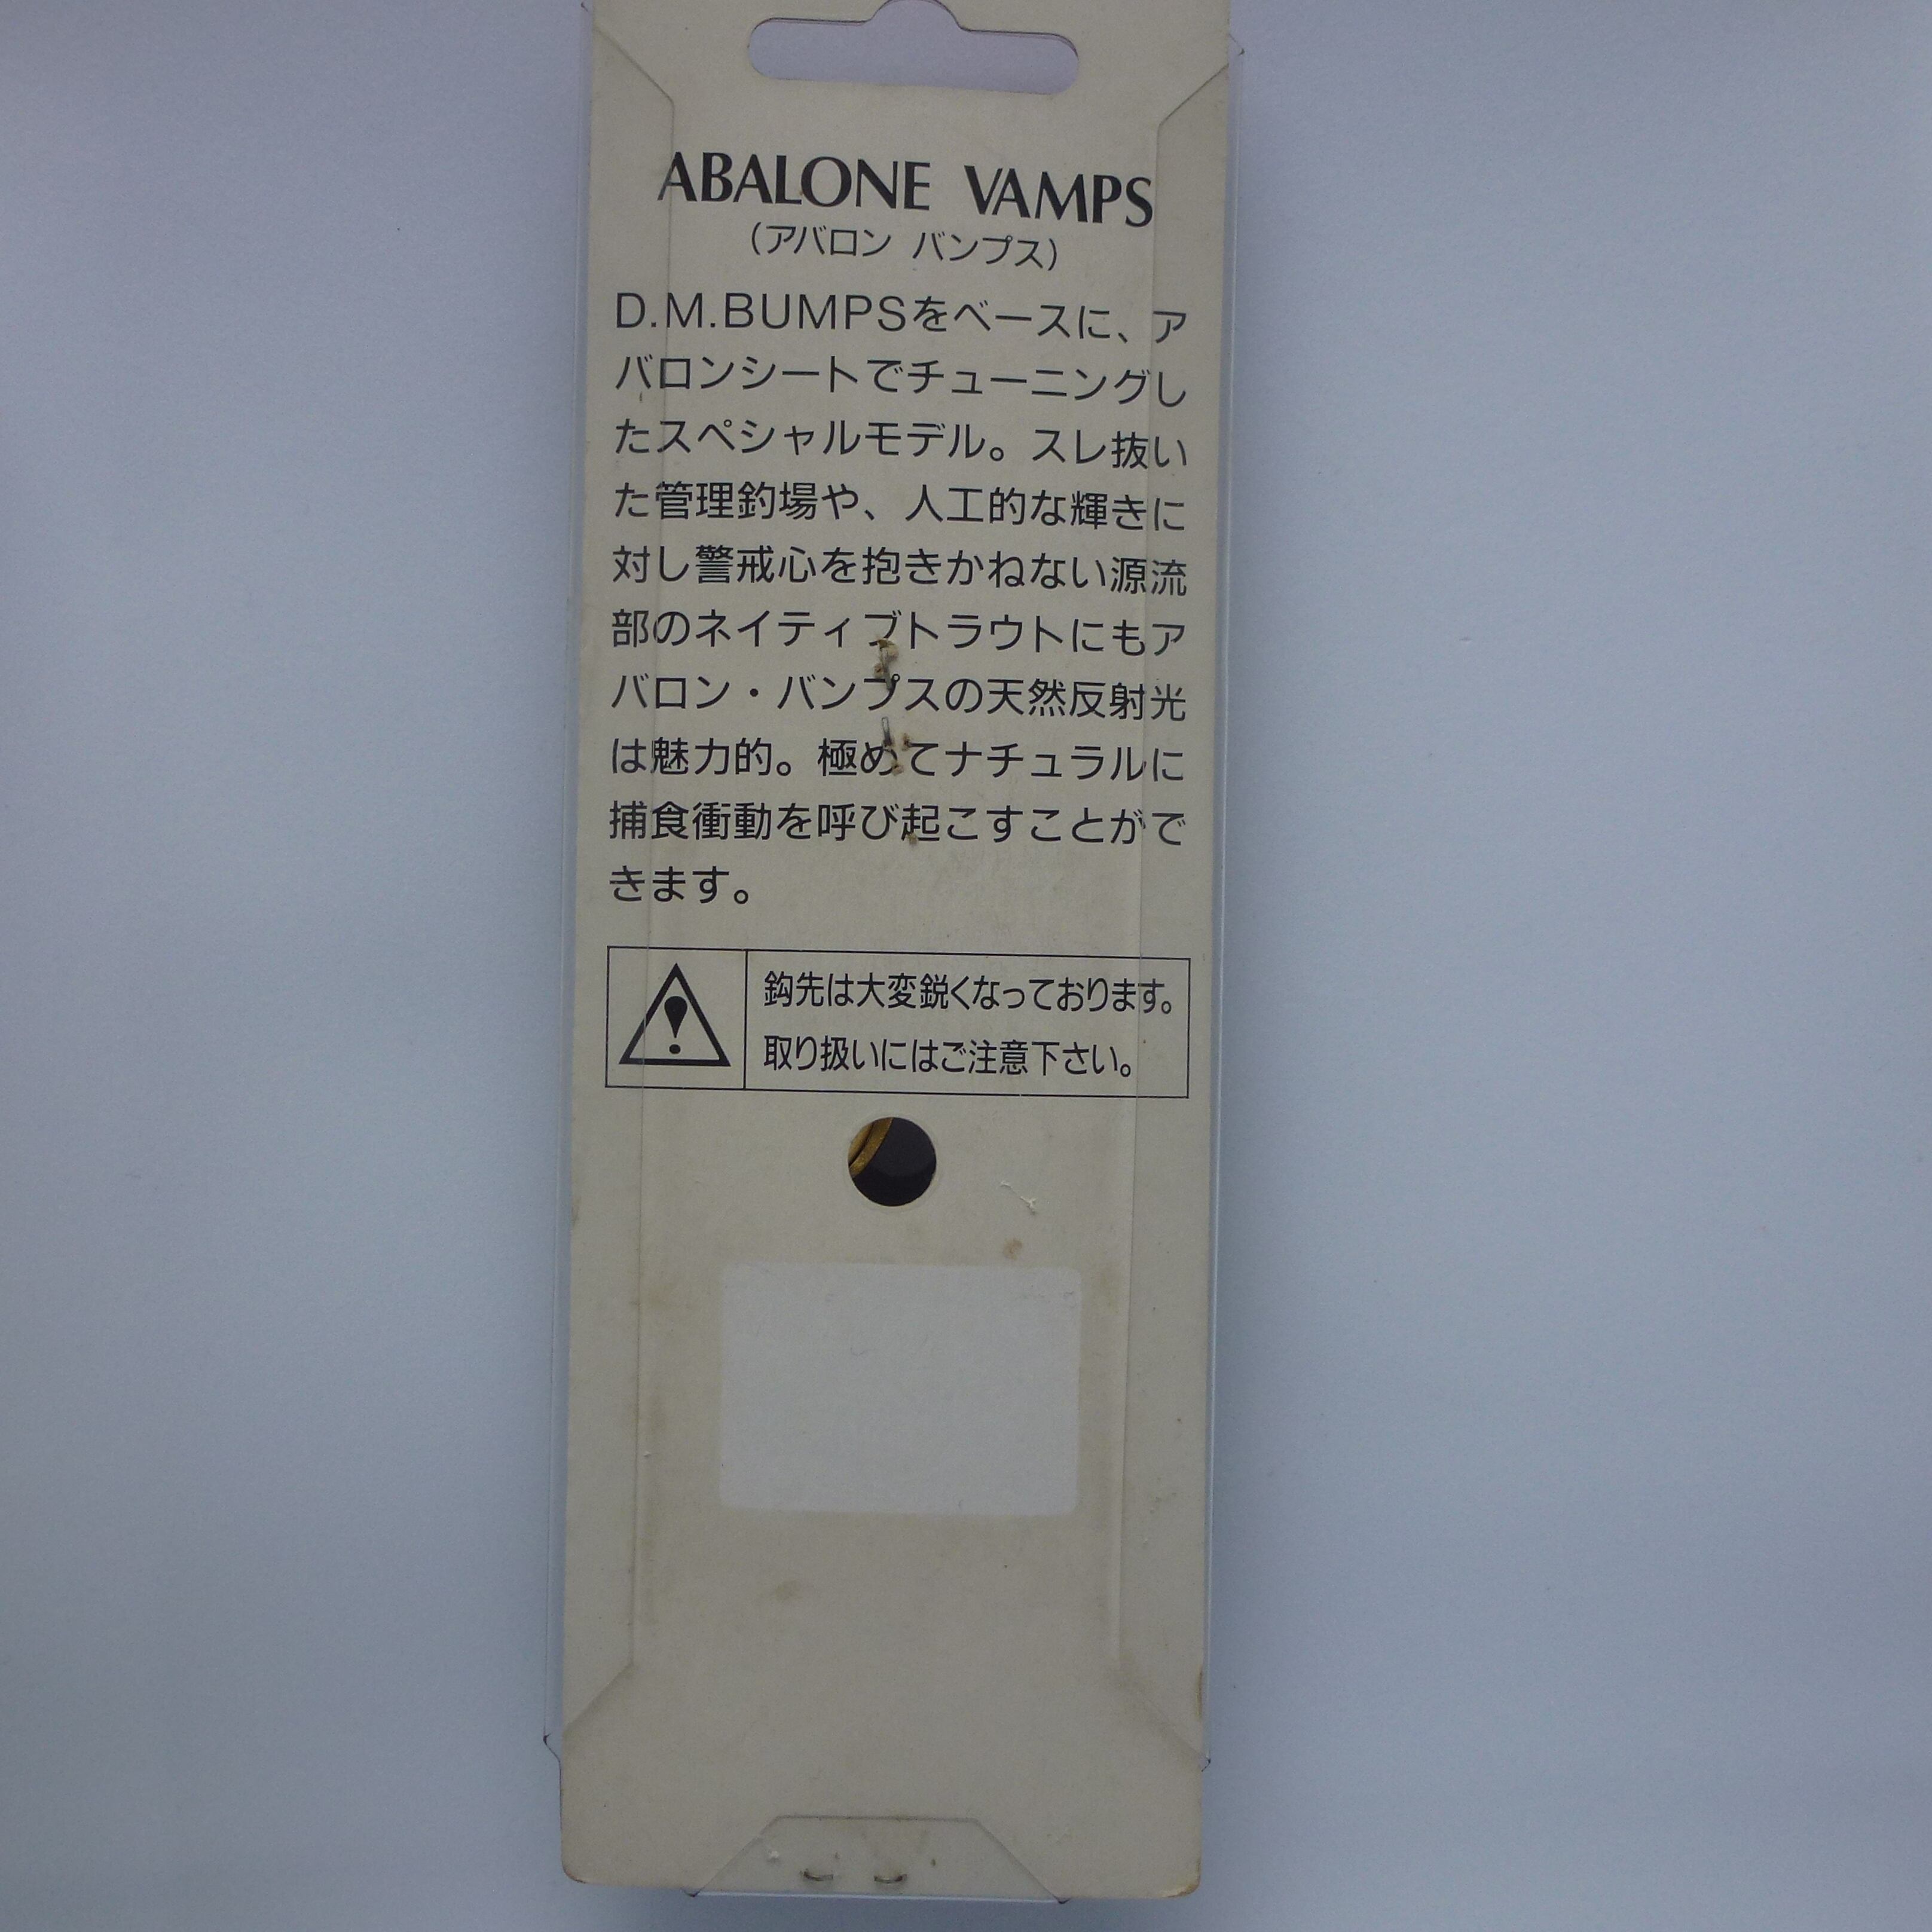 ABALONE VAMPS
（アバロン バンプス）
D.M.BUMPSをベースに、ア
バロンシートでチューニングし
たスペシャルモデル。スレ抜い
た管理釣場や、人工的な輝きに
対し警戒心を抱きかねない源流
部のネイティブトラウトにもア
バロン・バンプスの天然反射光
は魅力的。極めてナチュラルに
捕食衝動を呼び起こすことがで
きます。
鈎先は大変鋭くなっております。
取り扱いにはご注意下さい。